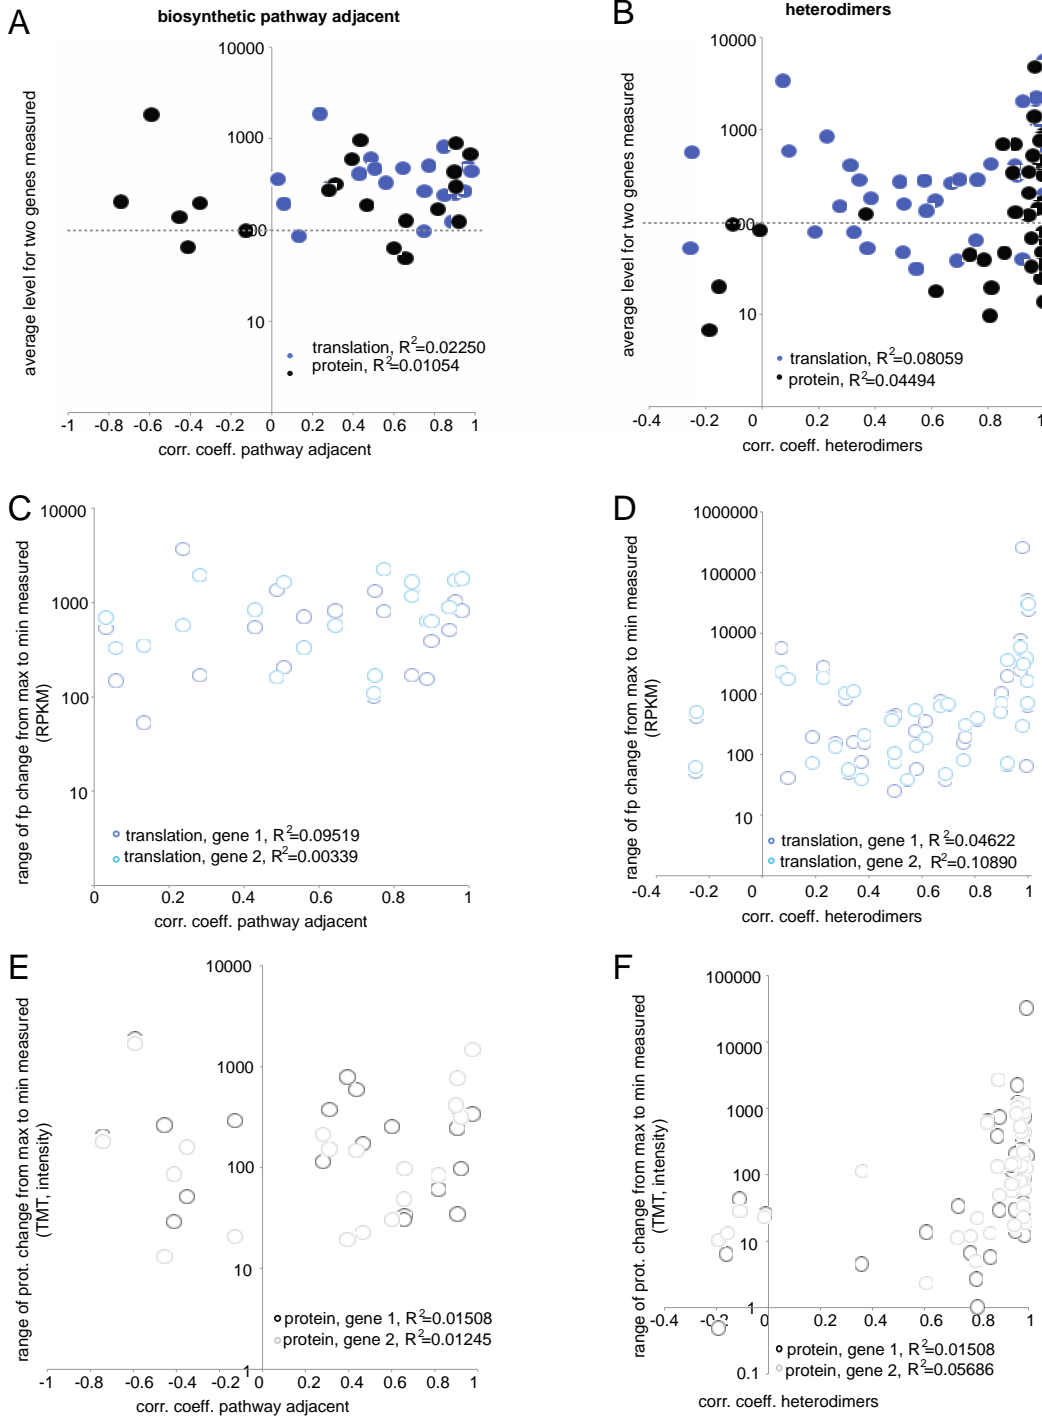 A
biosynthetic pathway adjacent
average level for two genes measured
10000
1000
100
10
translation, R2=0.02250
protein, R2=0.01054
-1 -0.8 -0.6 -0.4 -0.2 0 0.2 0.4 0.6 0.8 1
corr. coeff. pathway adjacent
B
heterodimers
average level for two genes measured
10000
1000
100
10
translation, R2=0.08059
protein, R2=0.04494
-0.4 -0.2 0 0.2 0.4 0.6 0.8 1
corr. coeff. heterodimers
C
range of fp change from max to min measured
(RPKM)
10000
1000
100
10
translation, gene 1, R2=0.09519
translation, gene 2, R2=0.00339
0 0.2 0.4 0.6 0.8 1
corr. coeff. pathway adjacent
D
range of fp change from max to min measured
(RPKM)
1000000
100000
10000
1000
100
10
translation, gene 1, R2=0.04622
translation, gene 2, R2=0.10890
-0.4 -0.2 0 0.2 0.4 0.6 0.8 1
corr. coeff. heterodimers
E
range of prot. change from max to min measured
(TMT, intensity)
10000
1000
100
10
1
protein, gene 1, R2=0.01508
protein, gene 2, R2=0.01245
-1 -0.8 -0.6 -0.4 -0.2 0 0.2 0.4 0.6 0.8 1
corr. coeff. pathway adjacent
F
range of prot. change from max to min measured
(TMT, intensity)
100000
10000
1000
100
10
1
0.1
-0.4 -0.2 0 0.2 0.4 0.6 0.8 1
protein, gene 1, R2=0.01508
protein, gene 2, R2=0.05686
corr. coeff. heterodimers